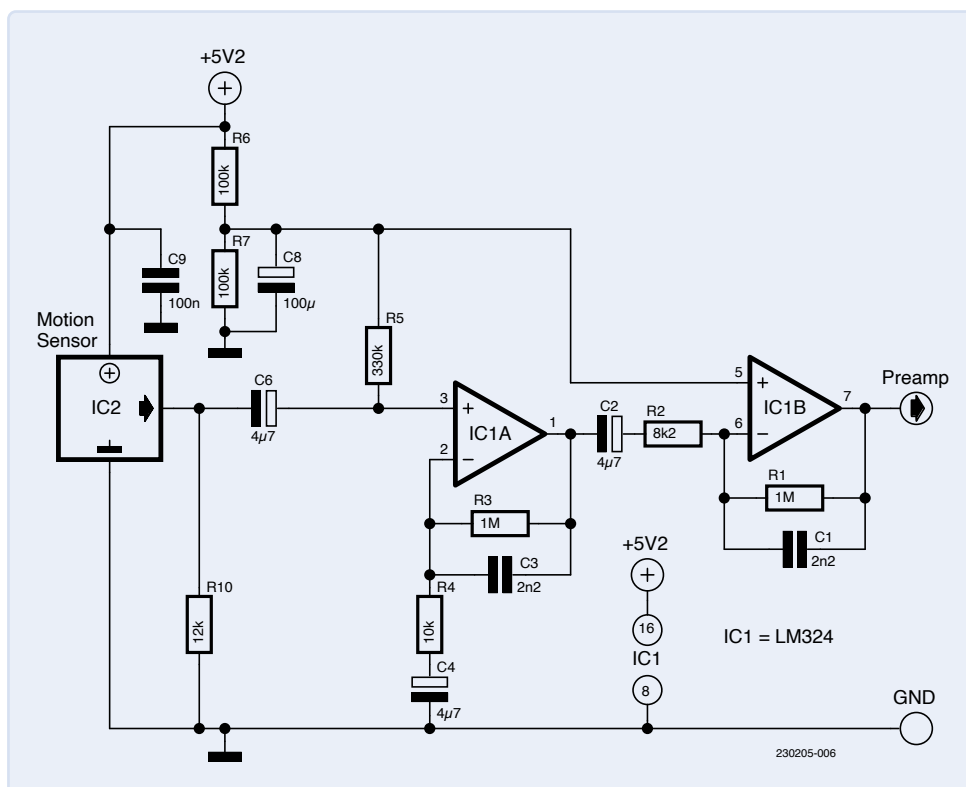 +5V2
R6
100k
R7
100k
C8
100µ
C9
100n
Motion
Sensor
IC2
R5
330k
C6
4µ7
3
+
2
−
IC1A
1
C2
4µ7
R2
8k2
5
+
6
−
IC1B
7
Preamp
R1
1M
C1
2n2
R3
1M
C3
2n2
R4
10k
C4
4µ7
R10
12k
+5V2
16
IC1
8
IC1 = LM324
GND
230205-006